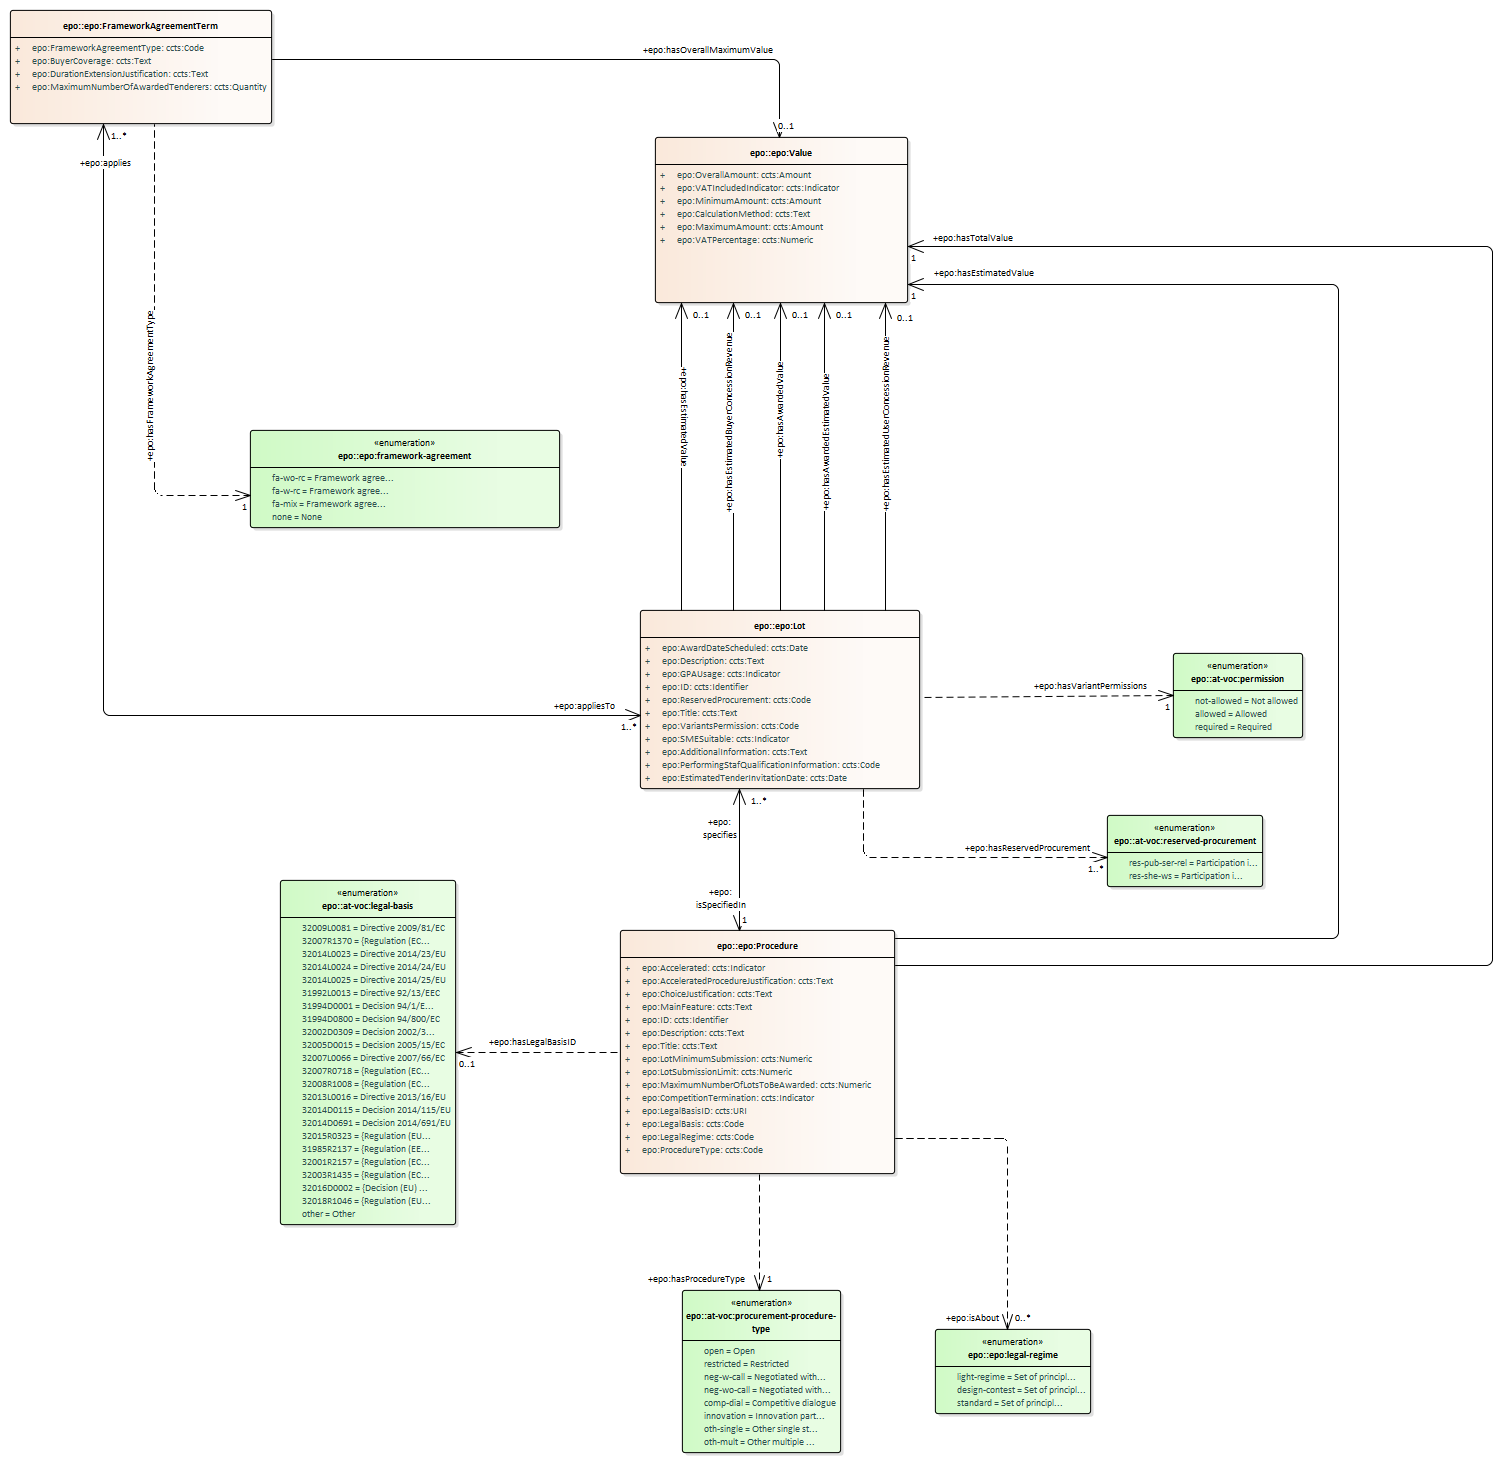 epo::epo:FrameworkAgreementTerm
+ epo:FrameworkAgreementType: ccts:Code
+ epo:BuyerCoverage: ccts:Text
+ epo:DurationExtensionJustification: ccts:Text
+ epo:MaximumNumberOfAwardedTenderers: ccts:Quantity
+epo:hasOverallMaximumValue
0..1
1..*
+epo:applies
epo::epo:Value
+ epo:OverallAmount: ccts:Amount
+ epo:VATIncludedIndicator: ccts:Indicator
+ epo:MinimumAmount: ccts:Amount
+ epo:CalculationMethod: ccts:Text
+ epo:MaximumAmount: ccts:Amount
+ epo:VATPercentage: ccts:Numeric
+epo:hasTotalValue
1
+epo:hasEstimatedValue
1
0..1
0..1
0..1
0..1
0..1
+epo:hasFrameworkAgreementType
1
+epo:hasEstimatedValue
+epo:hasEstimatedBuyerConcessionRevenue
+epo:hasAwardedValue
+epo:hasAwardedEstimatedValue
+epo:hasEstimatedUserConcessionRevenue
«enumeration»
epo::epo:framework-agreement
fa-wo-rc = Framework agree...
fa-w-rc = Framework agree...
fa-mix = Framework agree...
none = None
epo::epo:Lot
+ epo:AwardDateScheduled: ccts:Date
+ epo:Description: ccts:Text
+ epo:GPAUsage: ccts:Indicator
+ epo:ID: ccts:Identifier
+ epo:ReservedProcurement: ccts:Code
+ epo:Title: ccts:Text
+ epo:VariantsPermission: ccts:Code
+ epo:SMESuitable: ccts:Indicator
+ epo:AdditionalInformation: ccts:Text
+ epo:PerformingStafQualificationInformation: ccts:Code
+ epo:EstimatedTenderInvitationDate: ccts:Date
+epo:appliesTo
1..*
+epo:hasVariantPermissions
1
«enumeration»
epo::at-voc:permission
not-allowed = Not allowed
allowed = Allowed
required = Required
1..*
+epo:
specifies
+epo:
isSpecifiedIn
1
+epo:hasReservedProcurement
1..*
«enumeration»
epo::at-voc:reserved-procurement
res-pub-ser-rel = Participation i...
res-she-ws = Participation i...
«enumeration»
epo::at-voc:legal-basis
32009L0081 = Directive 2009/81/EC
32007R1370 = {Regulation (EC...
32014L0023 = Directive 2014/23/EU
32014L0024 = Directive 2014/24/EU
32014L0025 = Directive 2014/25/EU
31992L0013 = Directive 92/13/EEC
31994D0001 = Decision 94/1/E...
31994D0800 = Decision 94/800/EC
32002D0309 = Decision 2002/3...
32005D0015 = Decision 2005/15/EC
32007L0066 = Directive 2007/66/EC
32007R0718 = {Regulation (EC...
32008R1008 = {Regulation (EC...
32013L0016 = Directive 2013/16/EU
32014D0115 = Decision 2014/115/EU
32014D0691 = Decision 2014/691/EU
32015R0323 = {Regulation (EU...
31985R2137 = {Regulation (EE...
32001R2157 = {Regulation (EC...
32003R1435 = {Regulation (EC...
32016D0002 = {Decision (EU) ...
32018R1046 = {Regulation (EU...
other = Other
+epo:hasLegalBasisID
0..1
epo::epo:Procedure
+ epo:Accelerated: ccts:Indicator
+ epo:AcceleratedProcedureJustification: ccts:Text
+ epo:ChoiceJustification: ccts:Text
+ epo:MainFeature: ccts:Text
+ epo:ID: ccts:Identifier
+ epo:Description: ccts:Text
+ epo:Title: ccts:Text
+ epo:LotMinimumSubmission: ccts:Numeric
+ epo:LotSubmissionLimit: ccts:Numeric
+ epo:MaximumNumberOfLotsToBeAwarded: ccts:Numeric
+ epo:CompetitionTermination: ccts:Indicator
+ epo:LegalBasisID: ccts:URI
+ epo:LegalBasis: ccts:Code
+ epo:LegalRegime: ccts:Code
+ epo:ProcedureType: ccts:Code
+epo:hasProcedureType
1
«enumeration»
epo::at-voc:procurement-procedure-
type
open = Open
restricted = Restricted
neg-w-call = Negotiated with...
neg-wo-call = Negotiated with...
comp-dial = Competitive dialogue
innovation = Innovation part...
oth-single = Other single st...
oth-mult = Other multiple ...
+epo:isAbout
0..*
«enumeration»
epo::epo:legal-regime
light-regime = Set of principl...
design-contest = Set of principl...
standard = Set of principl...